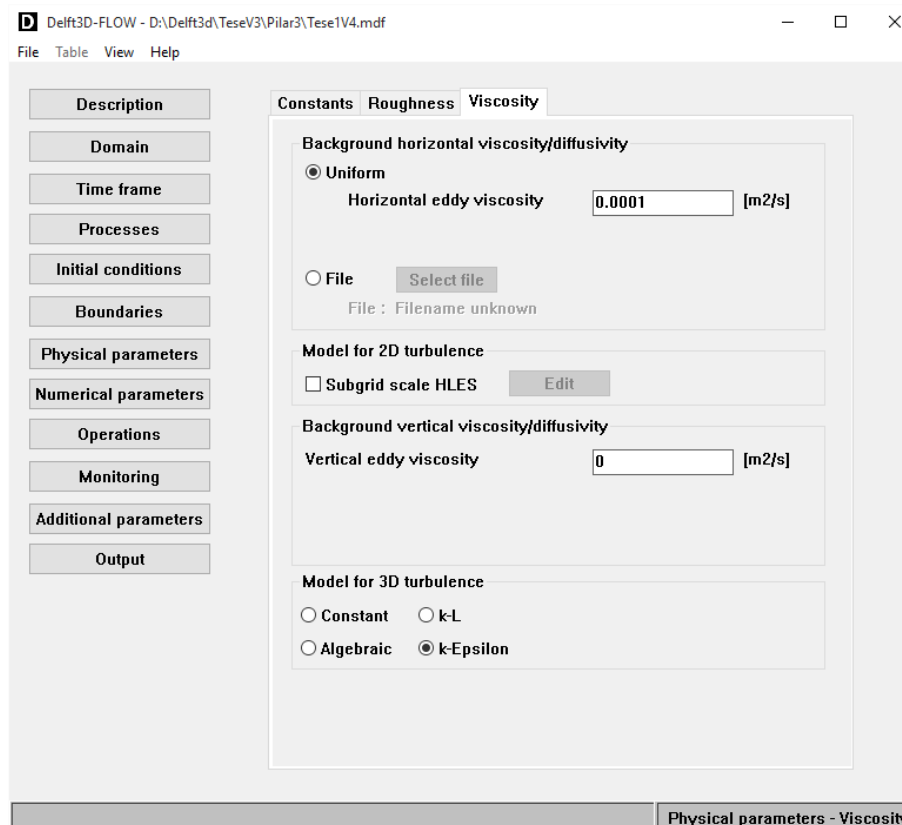 D Delft3D-FLOW - D:\Delft3d\TeseV3\Pilar3\Tese1V4.mdf
File Table View Help
Description
Domain
Time frame
Processes
Initial conditions
Boundaries
Physical parameters
Numerical parameters
Operations
Monitoring
Additional parameters
Output
Constants Roughness Viscosity
Background horizontal viscosity/diffusivity
Uniform
Horizontal eddy viscosity 0.0001 [m2/s]
File Select file
File : Filename unknown
Model for 2D turbulence
Subgrid scale HLES Edit
Background vertical viscosity/diffusivity
Vertical eddy viscosity 0 [m2/s]
Model for 3D turbulence
Constant k-L
Algebraic k-Epsilon
Physical parameters - Viscosity